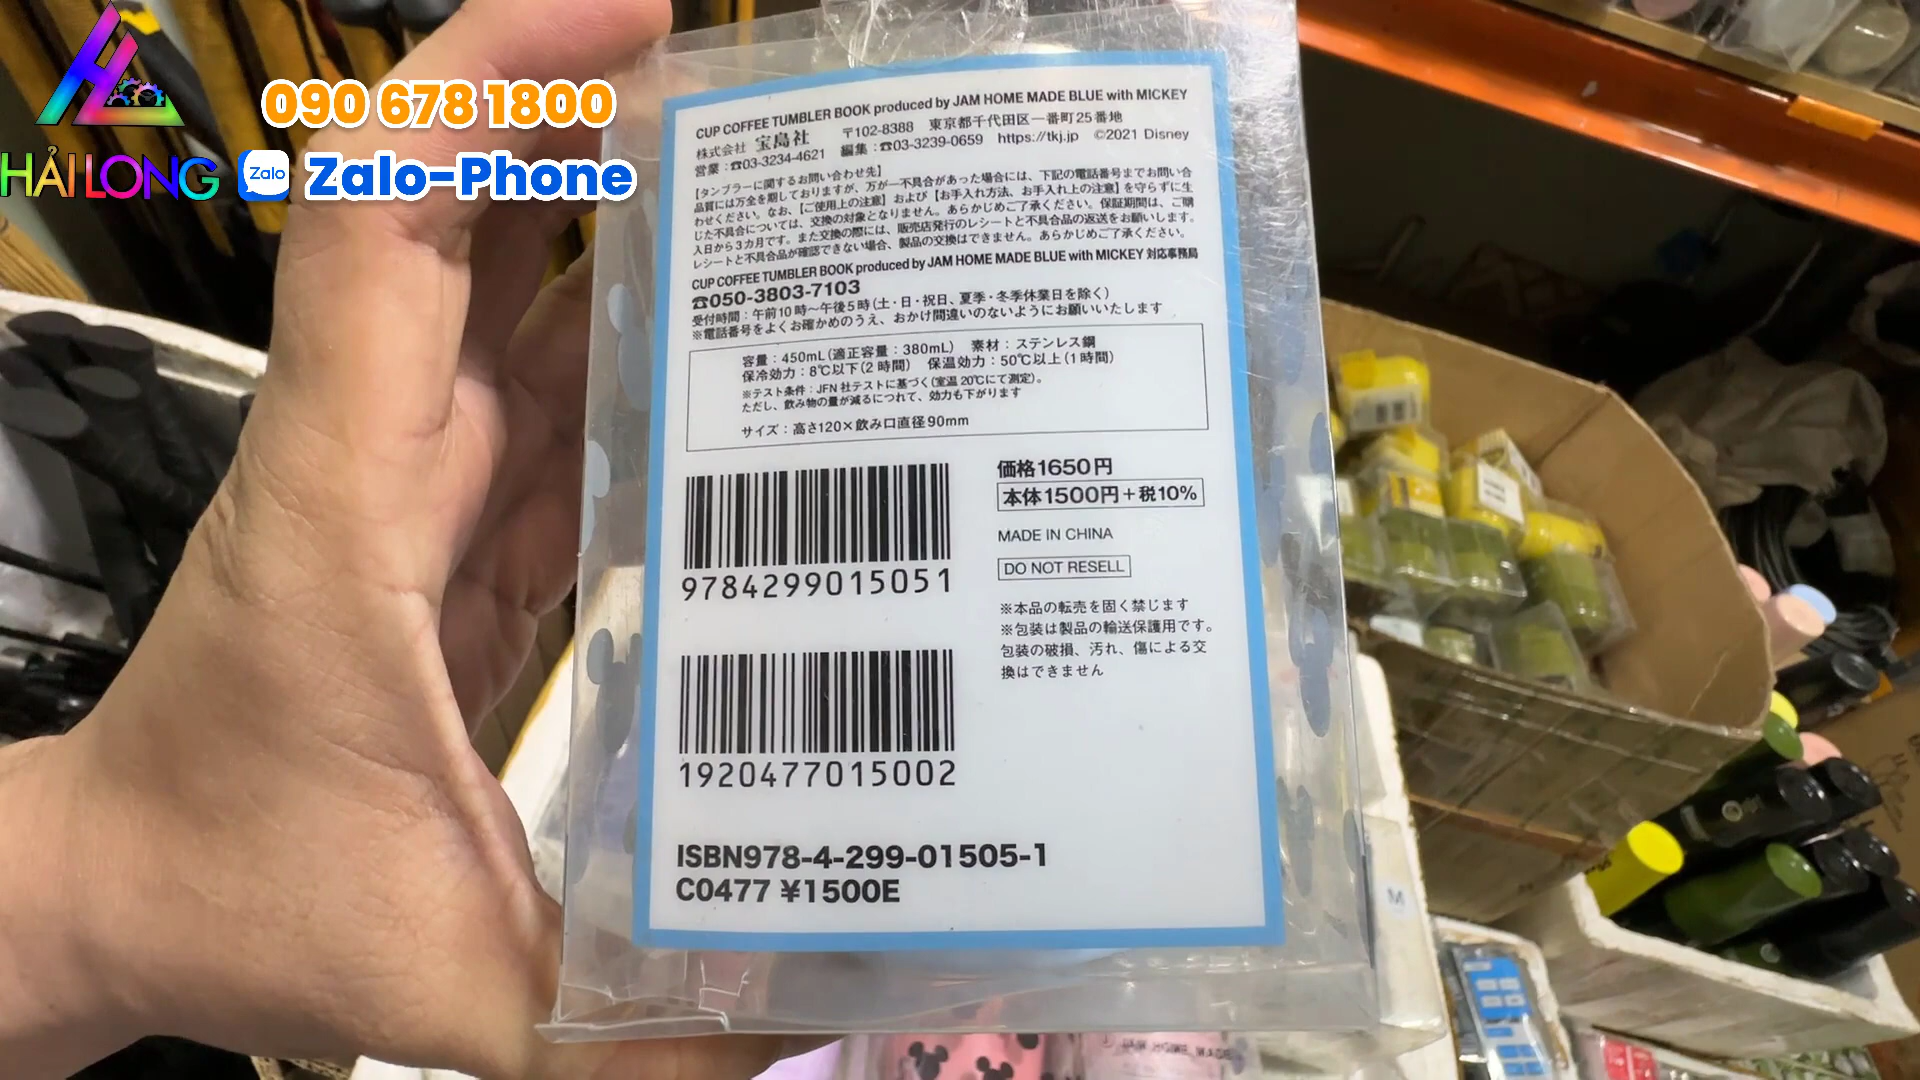 090 678 1800
HẢI LONG
Zalo
Zalo-Phone
CUP COFFEE TUMBLER BOOK produced by JAM HOME MADE BLUE with MICKEY
株式会社 宝島社 〒102-8388 東京都千代田区一番町25番地
営業:☎03-3234-4621 編集:☎03-3239-0659 https://tkj.jp ©2021 Disney
【タンブラーに関するお問い合わせ先】
品質には万全を期しておりますが、万が一不具合があった場合には、下記の電話番号までお問い合
わせください。なお、【ご使用上の注意】および【お手入れ方法、お手入れ上の注意】を守らずに生
じた不具合については、交換の対象となりません。あらかじめご了承ください。保証期間は、ご購
入日から3カ月です。また交換の際には、販売店発行のレシートと不具合品の返送をお願いします。
レシートと不具合品が確認できない場合、製品の交換はできません。あらかじめご了承ください。
CUP COFFEE TUMBLER BOOK produced by JAM HOME MADE BLUE with MICKEY 対応事務局
☎050-3803-7103
受付時間:午前10時〜午後5時(土・日・祝日、夏季・冬季休業日を除く)
※電話番号をよくお確かめのうえ、おかけ間違いのないようにお願いいたします
容量:450mL(適正容量:380mL) 素材:ステンレス鋼
保冷効力:8℃以下(2時間) 保温効力:50℃以上(1時間)
※テスト条件:JFN社テストに基づく(室温20℃にて測定)。
ただし、飲み物の量が減るにつれて、効力も下がります
サイズ:高さ120×飲み口直径90mm
9784299015051
価格1650円
本体1500円+税10%
MADE IN CHINA
DO NOT RESELL
※本品の転売を固く禁じます
※包装は製品の輸送保護用です。
包装の破損、汚れ、傷による交
換はできません
1920477015002
ISBN978-4-299-01505-1
C0477 ¥1500E
M
JAM HOME MADE